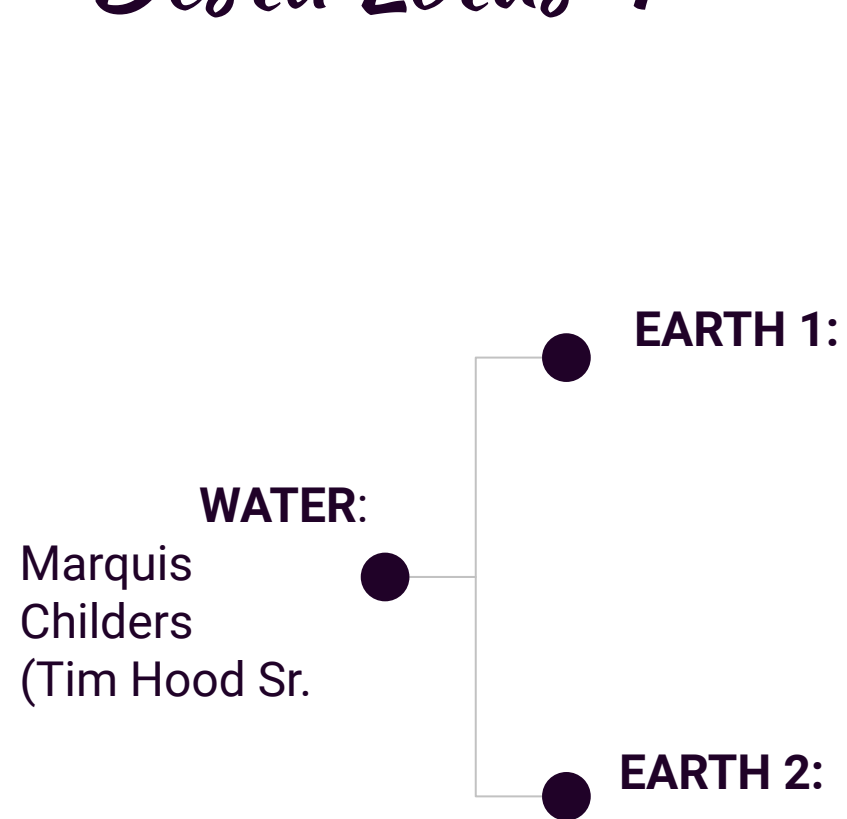 EARTH 1:
WATER:
Marquis
Childers
(Tim Hood Sr.
EARTH 2: